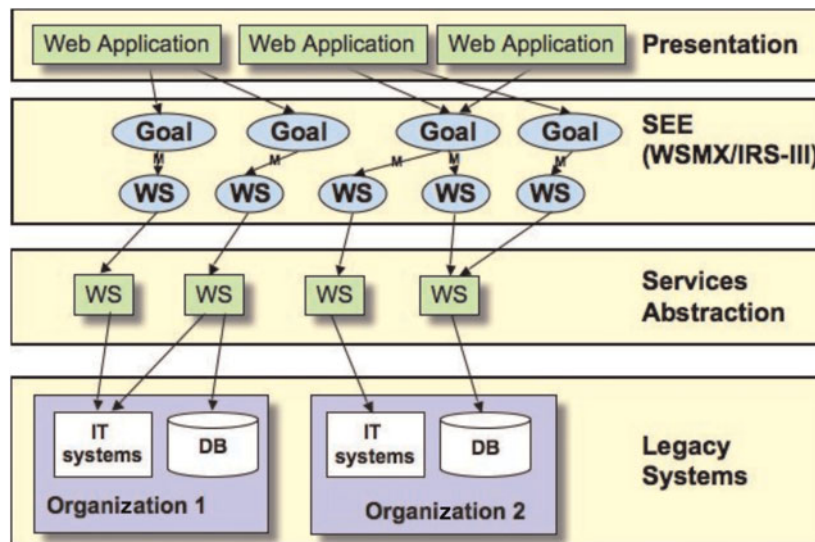 Web Application
Web Application
Web Application
Presentation
Goal
Goal
Goal
Goal
SEE
(WSMX/IRS-III)
M
M
M
M
M
WS
WS
WS
WS
WS
WS
WS
WS
WS
Services
Abstraction
IT
systems
DB
IT
systems
DB
Legacy
Systems
Organization 1
Organization 2